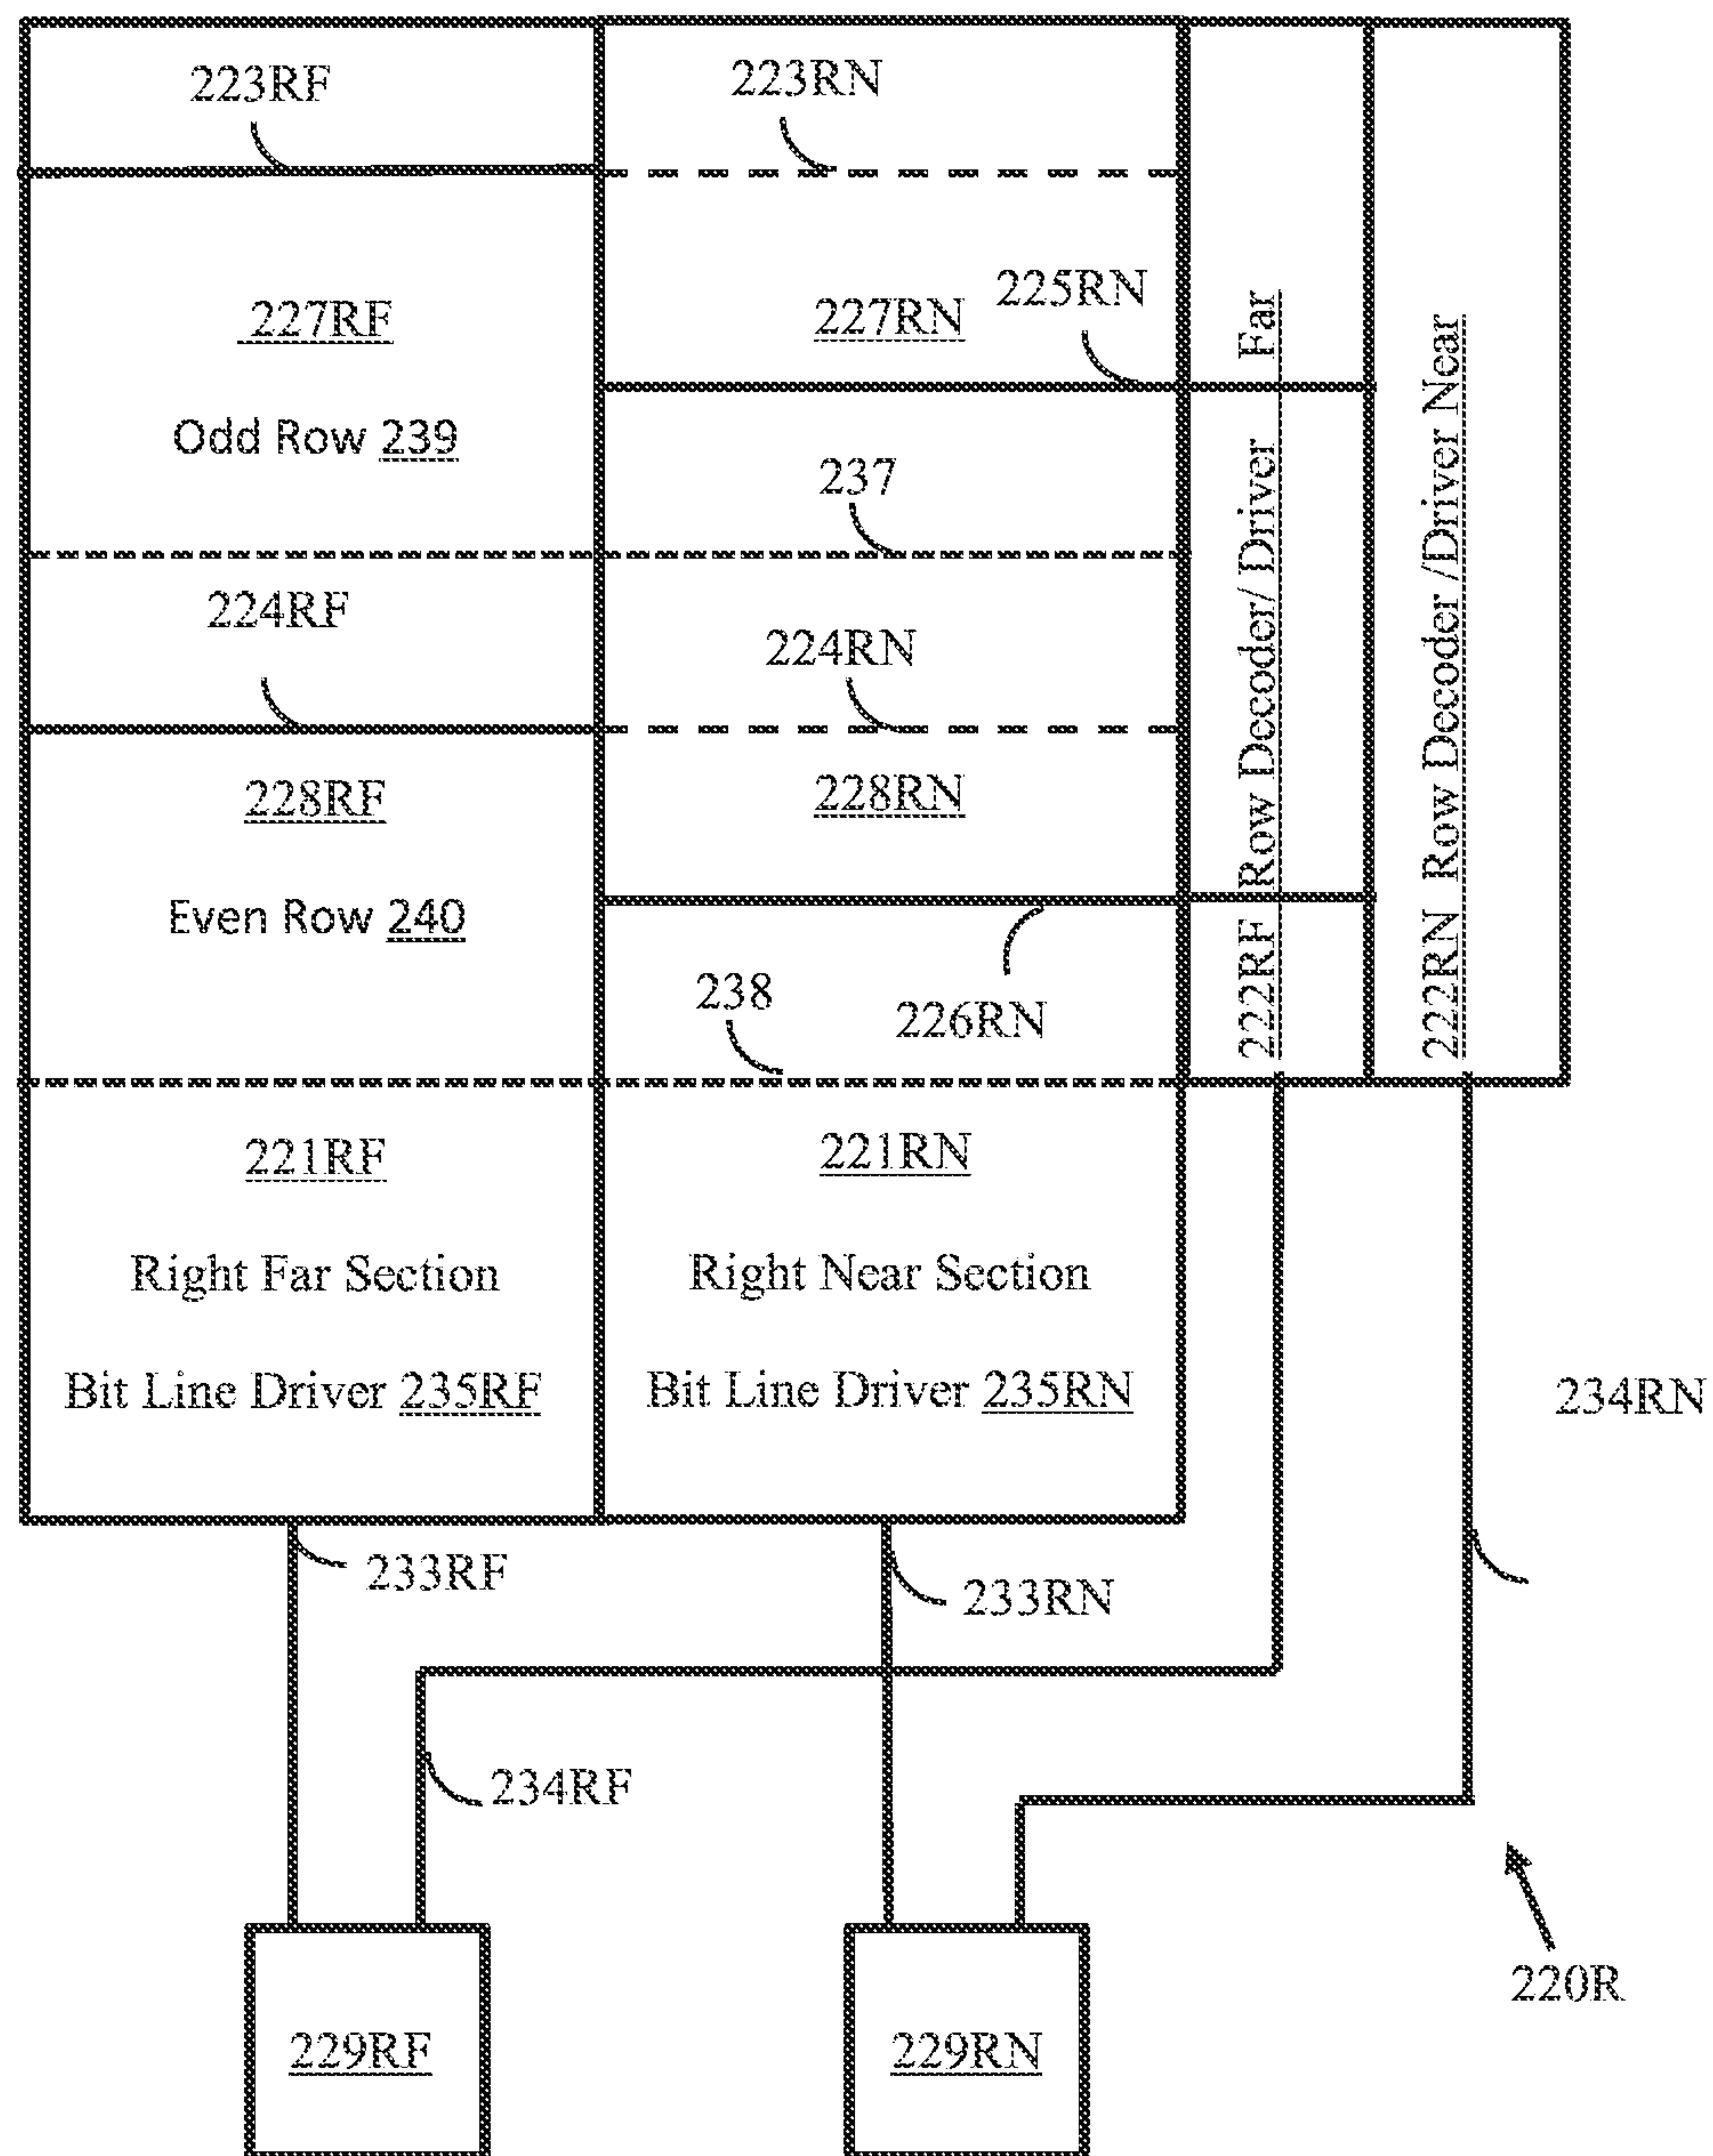 223RF
223RN
227RF
227RN
225RN
Odd Row 239
237
224RF
224RN
228RF
228RN
Even Row 240
238
226RN
222RF Row Decoder/ Driver Far
222RN Row Decoder /Driver Near
221RF
221RN
Right Far Section
Right Near Section
Bit Line Driver 235RF
Bit Line Driver 235RN
234RN
233RF
233RN
234RF
220R
229RF
229RN